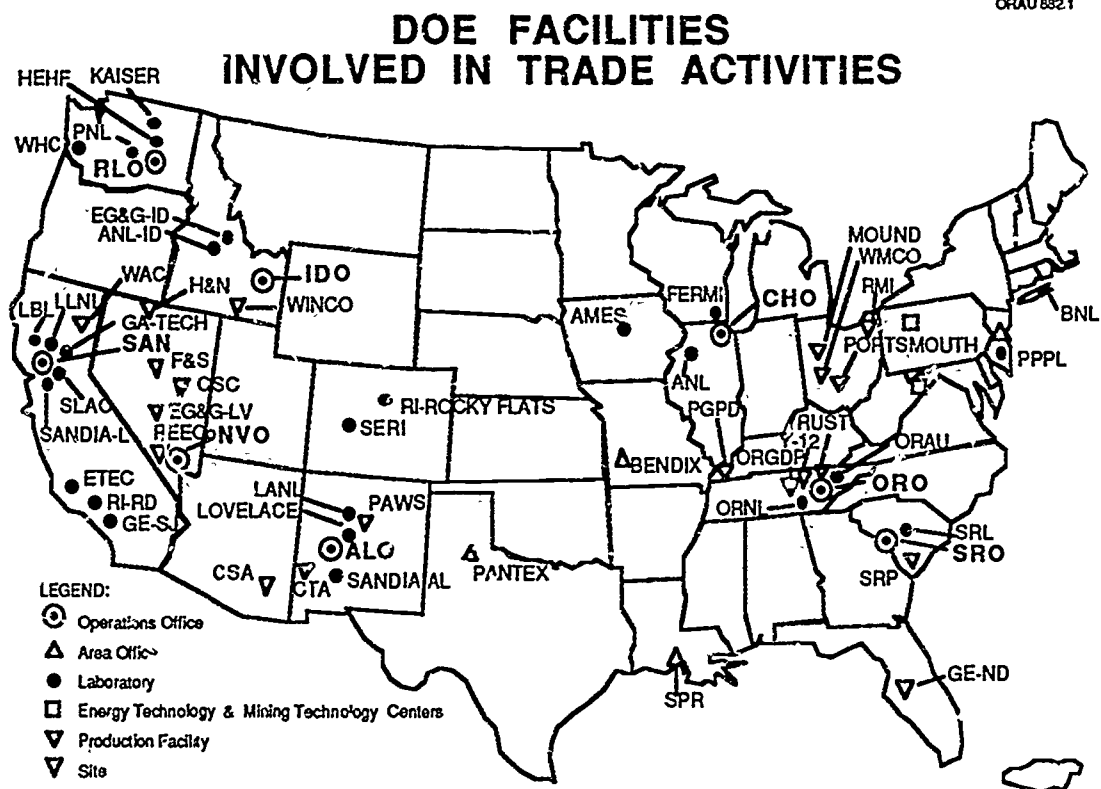 ORAU 882.1
DOE FACILITIES
INVOLVED IN TRADE ACTIVITIES
HEHF KAISER
WHC
PNL
RLO
EG&G-ID
ANL-ID
WAC
H&N
IDO
WINCO
LBL
LLNL
GA-TECH
SAN
F&S
CSC
SLAC
EG&G-LV
SANDIA-L
REEC
NVO
ETEC
RI-RD
GE-SJ
RI-ROCKY FLATS
SERI
LANL
LOVELACE
PAWS
ALO
CSA
CTA
SANDIA AL
PANTEX
AMES
FERMI
CHO
ANL
PGPD
BENDIX
MOUND
WMCO
RMI
PORTSMOUTH
BNL
PPPL
RUST
Y-12
ORGDP
ORAU
ORO
ORNL
SRL
SRO
SRP
GE-ND
SPR
LEGEND:
Operations Office
Area Office
Laboratory
Energy Technology & Mining Technology Centers
Production Facility
Site